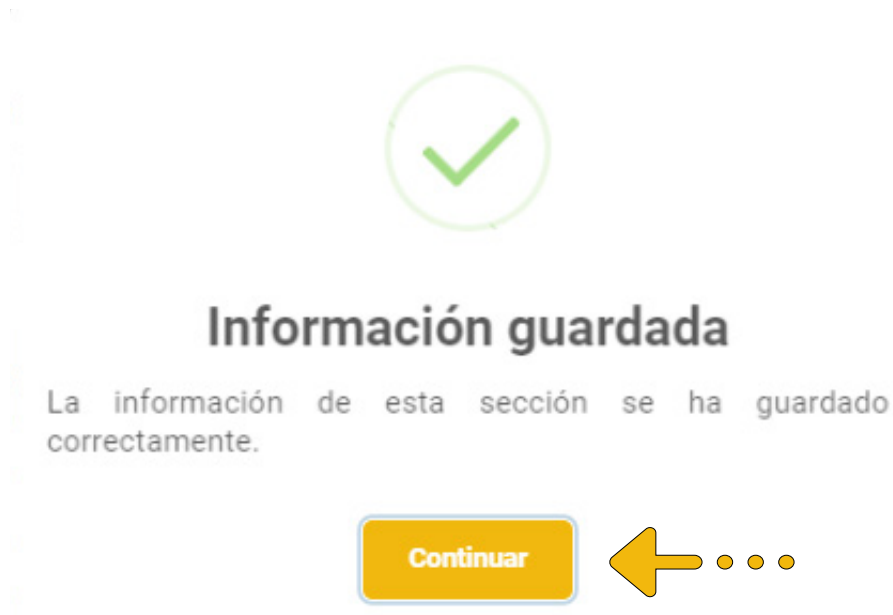 Información guardada
La información de esta sección se ha guardado
correctamente.
Continuar